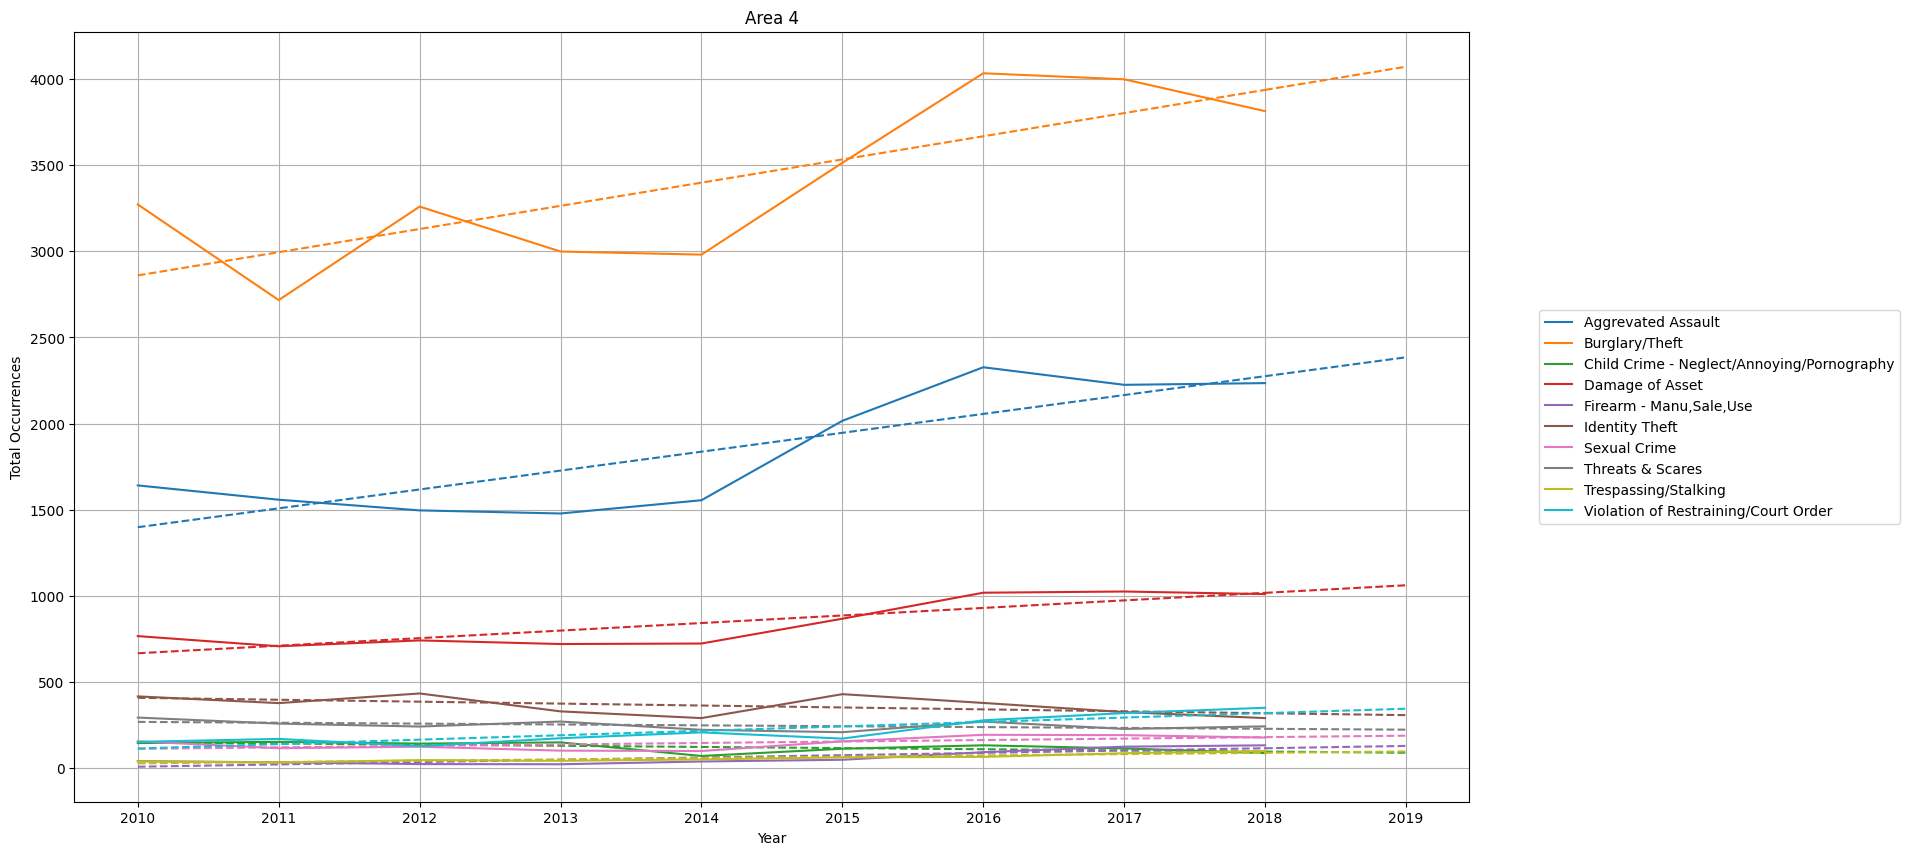 Area 4
4000
3500
3000
2500
2000
1500
1000
500
0
Total Occurrences
2010 2011 2012 2013 2014 2015 2016 2017 2018 2019
Year
Aggrevated Assault
Burglary/Theft
Child Crime - Neglect/Annoying/Pornography
Damage of Asset
Firearm - Manu,Sale,Use
Identity Theft
Sexual Crime
Threats & Scares
Trespassing/Stalking
Violation of Restraining/Court Order